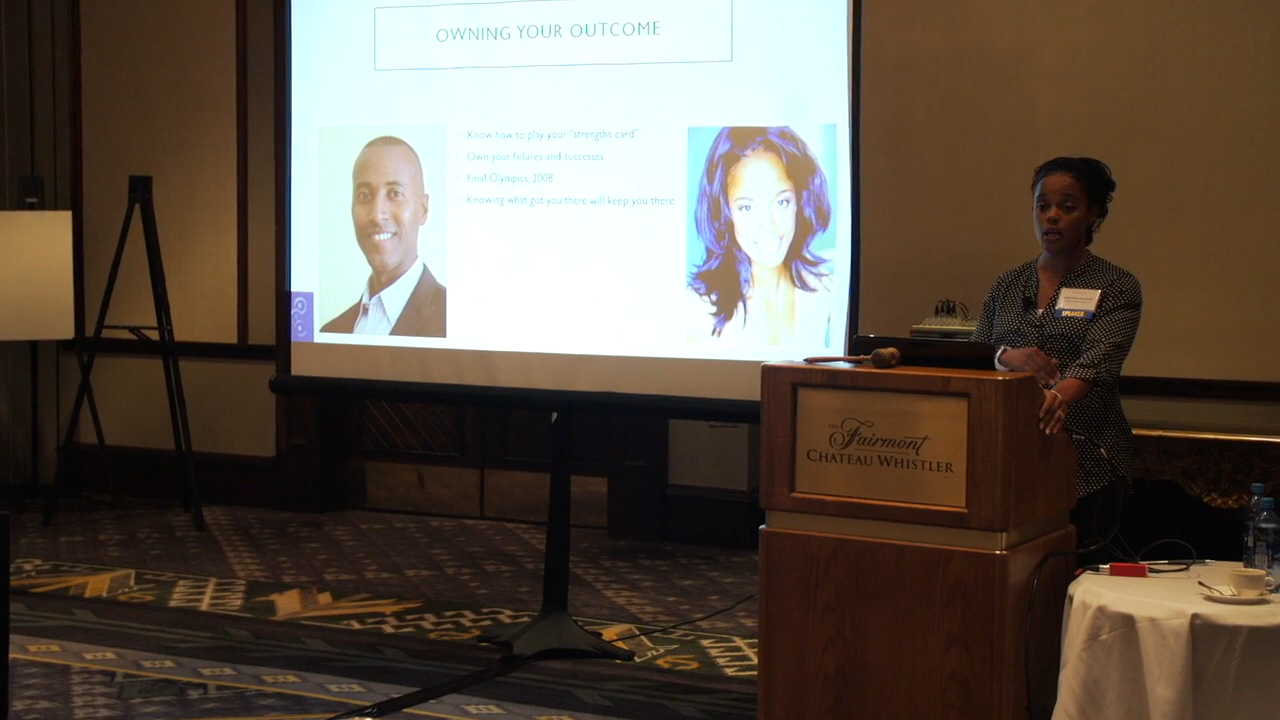 OWNING YOUR OUTCOME
Know how to play your "strengths card"
Own your failures and successes
Final Olympics, 2008
Knowing what got you there will keep you there
SPEAKER
THE
Fairmont
CHATEAU WHISTLER